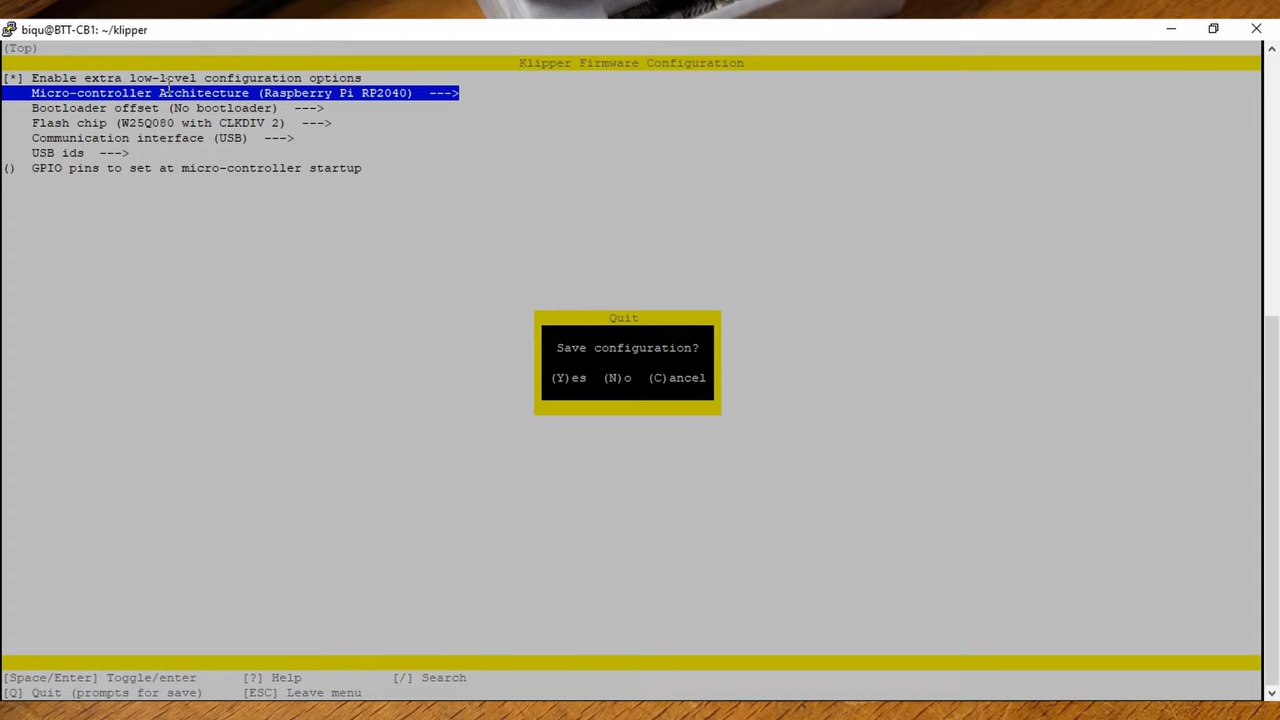 biqu@BTT-CB1: ~/klipper
(Top)
Klipper Firmware Configuration
[*] Enable extra low-level configuration options
Micro-controller Architecture (Raspberry Pi RP2040) --->
Bootloader offset (No bootloader) --->
Flash chip (W25Q080 with CLKDIV 2) --->
Communication interface (USB) --->
USB ids --->
() GPIO pins to set at micro-controller startup
Quit
Save configuration?
(Y)es (N)o (C)ancel
[Space/Enter] Toggle/enter [?] Help [/] Search
[Q] Quit (prompts for save) [ESC] Leave menu